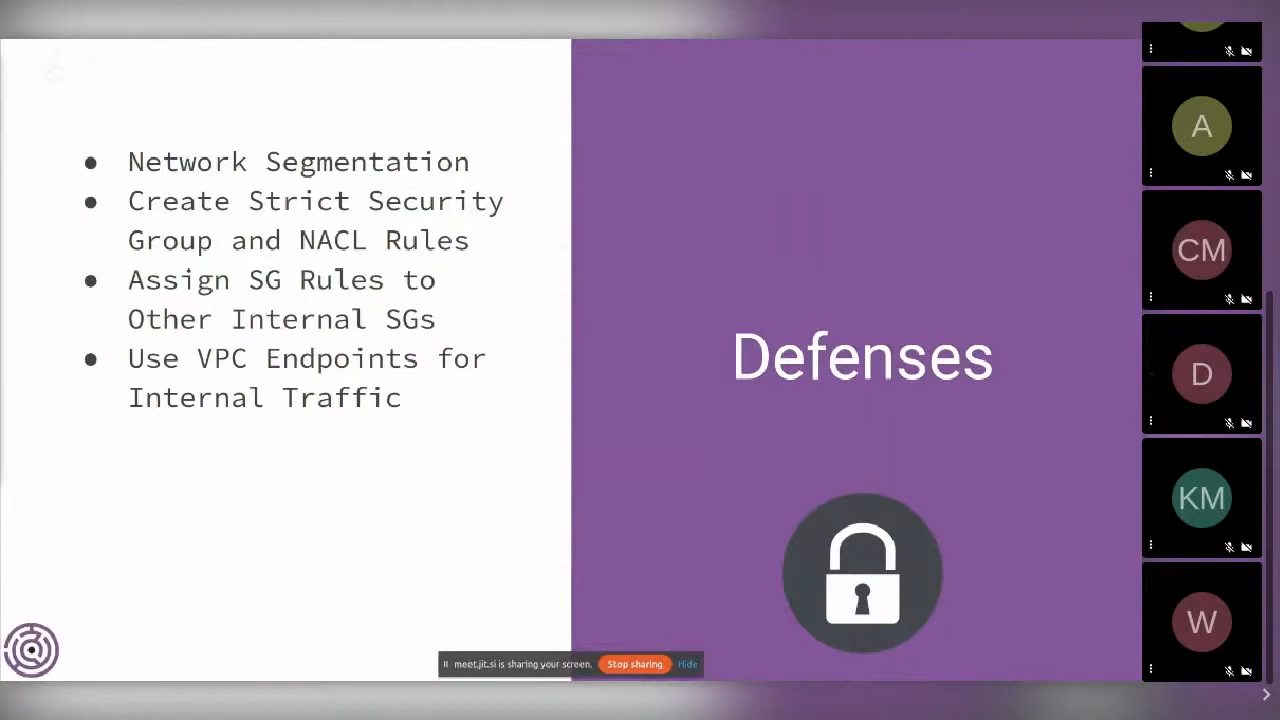 ● Network Segmentation
● Create Strict Security
Group and NACL Rules
● Assign SG Rules to
Other Internal SGs
● Use VPC Endpoints for
Internal Traffic
Defenses
meet.jit.si is sharing your screen. Stop sharing Hide
A
CM
D
KM
W